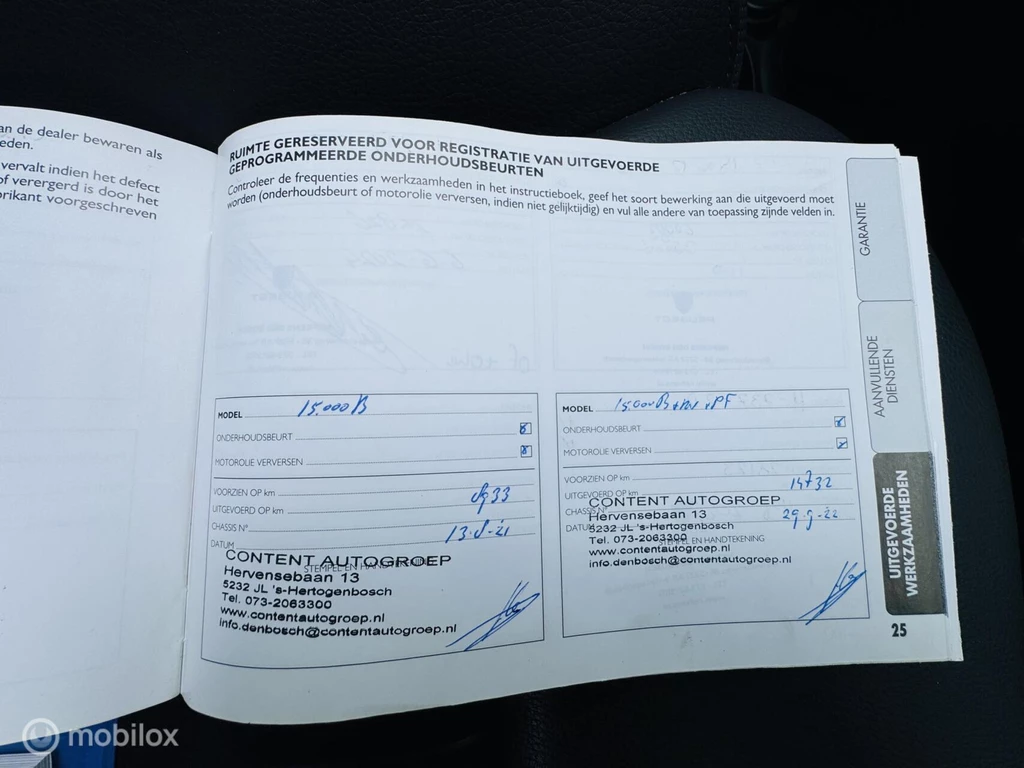 an de dealer bewaren als
eden.
vervalt indien het defect
of verergerd is door het
brikant voorgeschreven
RUIMTE GERESERVEERD VOOR REGISTRATIE VAN UITGEVOERDE
GEPROGRAMMEERDE ONDERHOUDSBEURTEN
Controleer de frequenties en werkzaamheden in het instructieboek, geef het soort bewerking aan die uitgevoerd moet
worden (onderhoudsbeurt of motorolie verversen, indien niet gelijktijdig) en vul alle andere van toepassing zijnde velden in.
MODEL 15.000 B
ONDERHOUDSBEURT
MOTOROLIE VERVERSEN
VOORZIEN OP km
UITGEVOERD OP km 8933
CHASSIS N°
DATUM 13-8-21
STEMPEL EN HANDTEKENING
CONTENT AUTOGROEP
Hervensebaan 13
5232 JL 's-Hertogenbosch
Tel. 073-2063300
www.contentautogroep.nl
info.denbosch@contentautogroep.nl
MODEL 15.000 B + PF
ONDERHOUDSBEURT
MOTOROLIE VERVERSEN
VOORZIEN OP km
UITGEVOERD OP km 14732
CHASSIS N°
DATUM 29-9-22
STEMPEL EN HANDTEKENING
CONTENT AUTOGROEP
Hervensebaan 13
5232 JL 's-Hertogenbosch
Tel. 073-2063300
www.contentautogroep.nl
info.denbosch@contentautogroep.nl
GARANTIE
AANVULLENDE
DIENSTEN
UITGEVOERDE
WERKZAAMHEDEN
25
mobilox